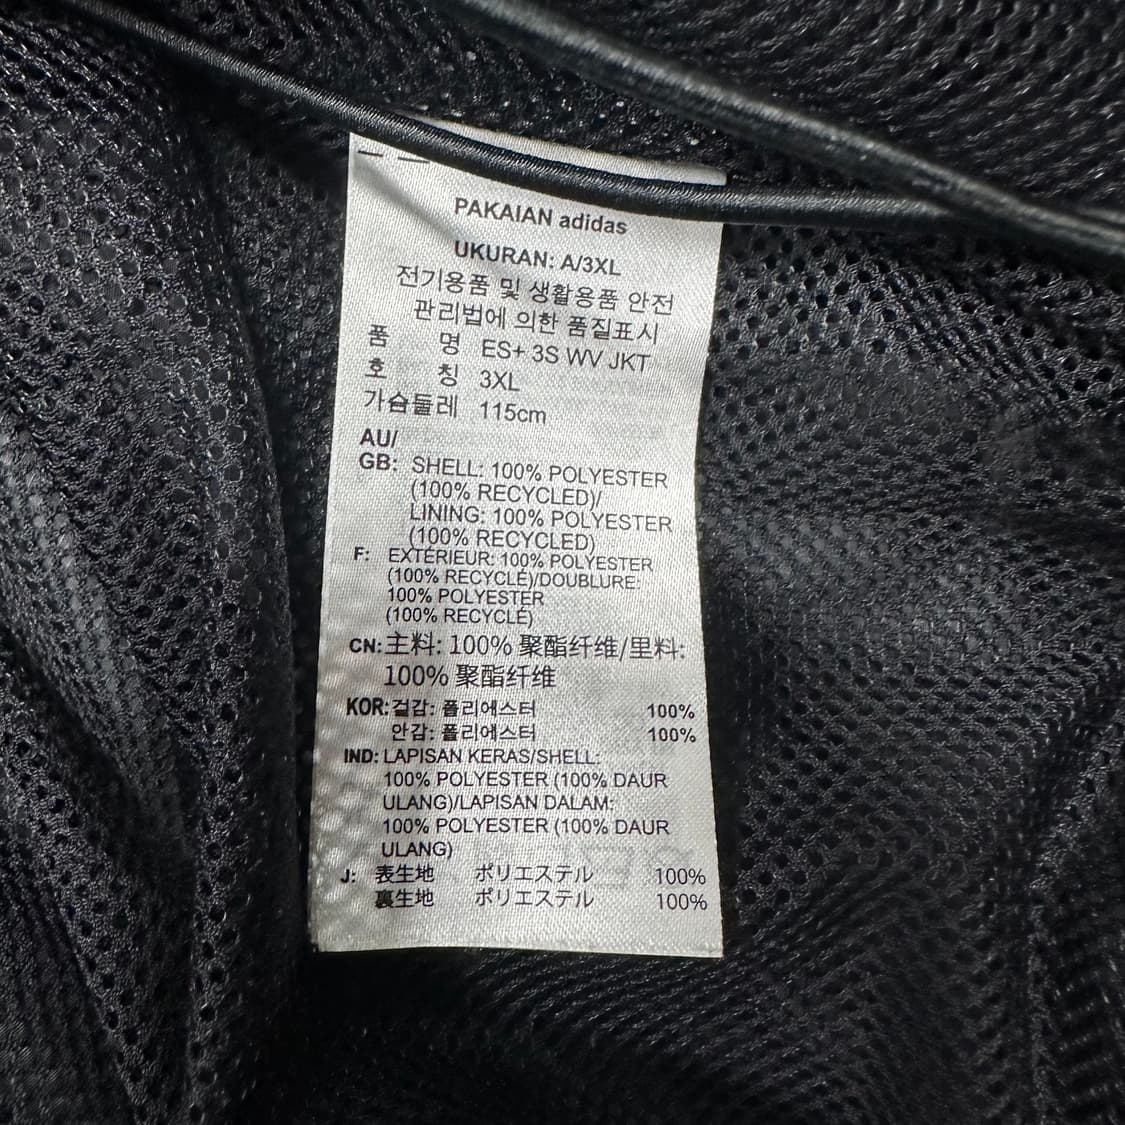 PAKAIAN adidas
UKURAN: A/3XL
전기용품 및 생활용품 안전
관리법에 의한 품질표시
품 명 ES+ 3S WV JKT
호 칭 3XL
가슴둘레 115cm
AU/
GB: SHELL: 100% POLYESTER
(100% RECYCLED)/
LINING: 100% POLYESTER
(100% RECYCLED)
F: EXTÉRIEUR: 100% POLYESTER
(100% RECYCLÉ)/DOUBLURE:
100% POLYESTER
(100% RECYCLÉ)
CN: 主料: 100% 聚酯纤维/里料:
100% 聚酯纤维
KOR: 겉감: 폴리에스터 100%
안감: 폴리에스터 100%
IND: LAPISAN KERAS/SHELL:
100% POLYESTER (100% DAUR
ULANG)/LAPISAN DALAM:
100% POLYESTER (100% DAUR
ULANG)
J: 表生地 ポリエステル 100%
裏生地 ポリエステル 100%